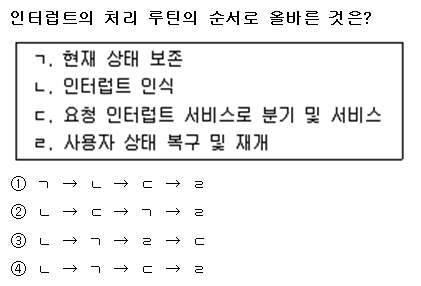 인터럽트의 처리 루틴의 순서로 올바른 것은?
ㄱ. 현재 상태 보존
ㄴ. 인터럽트 인식
ㄷ. 요청 인터럽트 서비스로 분기 및 서비스
ㄹ. 사용자 상태 복구 및 재개
① ㄱ → ㄴ → ㄷ → ㄹ
② ㄴ → ㄷ → ㄱ → ㄹ
③ ㄴ → ㄱ → ㄹ → ㄷ
④ ㄴ → ㄱ → ㄷ → ㄹ